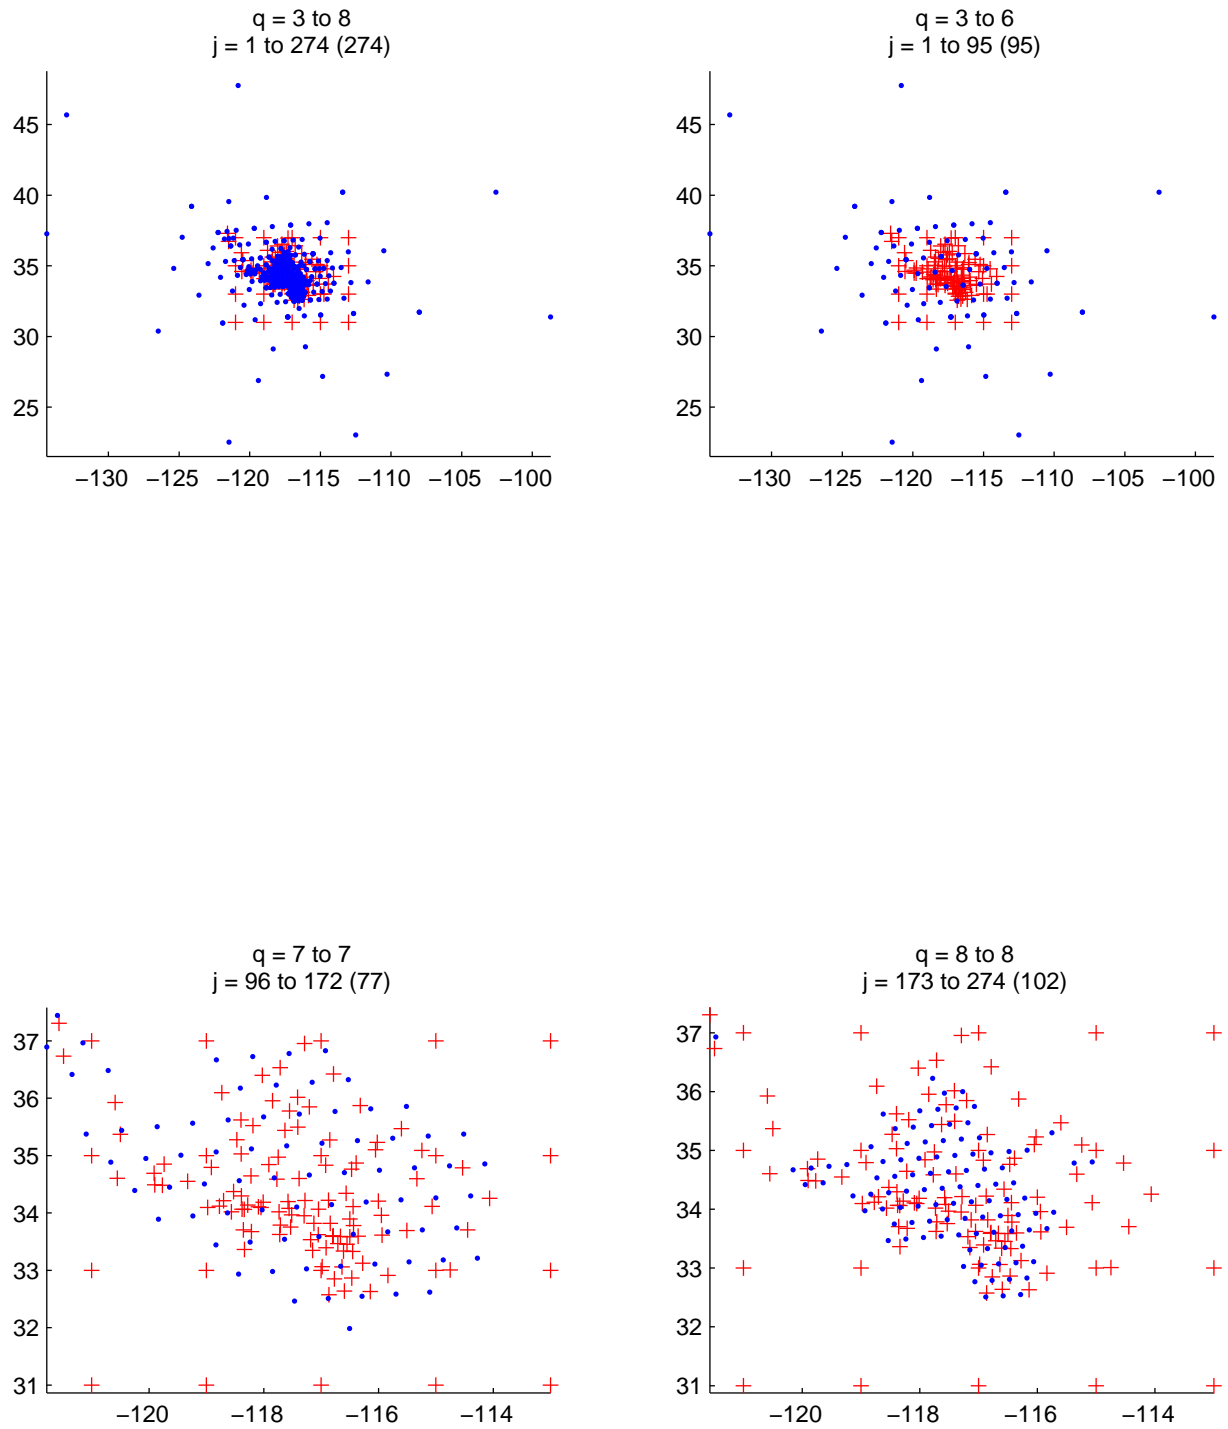 q = 3 to 8
j = 1 to 274 (274)
45
40
35
30
25
−130 −125 −120 −115 −110 −105 −100
q = 3 to 6
j = 1 to 95 (95)
45
40
35
30
25
−130 −125 −120 −115 −110 −105 −100
q = 7 to 7
j = 96 to 172 (77)
37
36
35
34
33
32
31
−120 −118 −116 −114
q = 8 to 8
j = 173 to 274 (102)
37
36
35
34
33
32
31
−120 −118 −116 −114